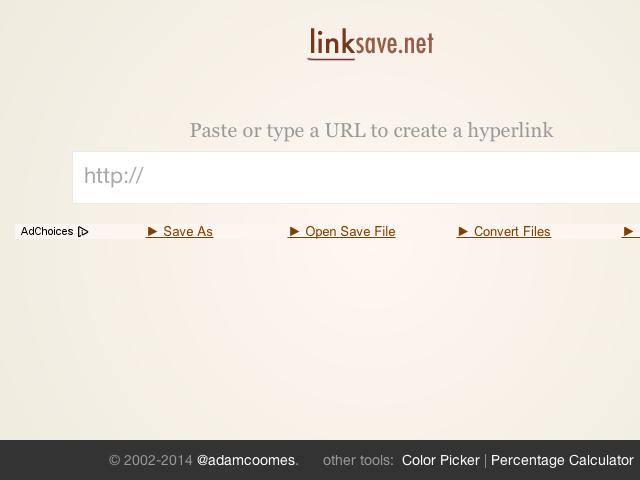 linksave.net
Paste or type a URL to create a hyperlink
http://
AdChoices ► Save As ► Open Save File ► Convert Files ►
© 2002-2014 @adamcoomes. other tools: Color Picker | Percentage Calculator